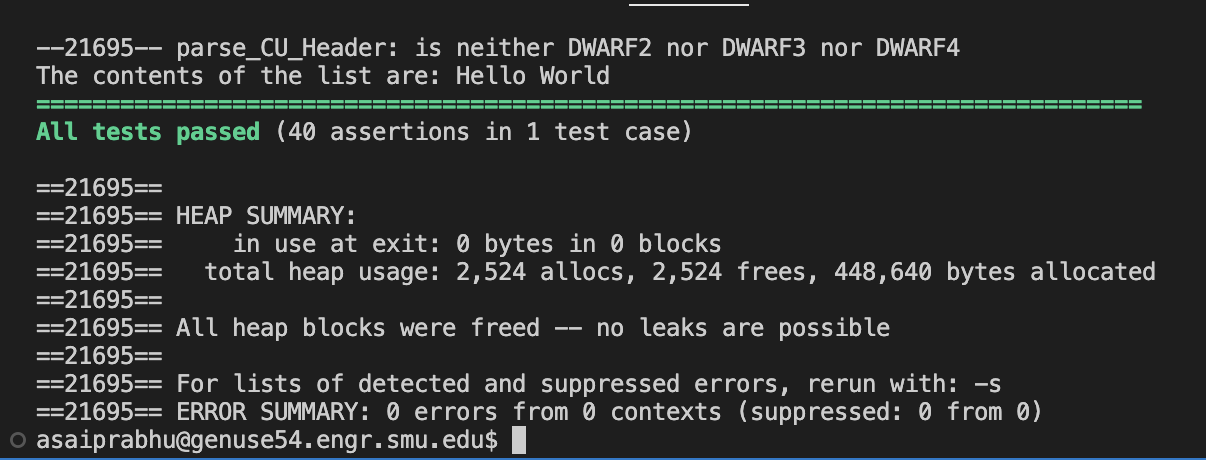 --21695-- parse_CU_Header: is neither DWARF2 nor DWARF3 nor DWARF4
The contents of the list are: Hello World
===============================================================================
All tests passed (40 assertions in 1 test case)
==21695==
==21695== HEAP SUMMARY:
==21695==     in use at exit: 0 bytes in 0 blocks
==21695==   total heap usage: 2,524 allocs, 2,524 frees, 448,640 bytes allocated
==21695==
==21695== All heap blocks were freed -- no leaks are possible
==21695==
==21695== For lists of detected and suppressed errors, rerun with: -s
==21695== ERROR SUMMARY: 0 errors from 0 contexts (suppressed: 0 from 0)
asaiprabhu@genuse54.engr.smu.edu$